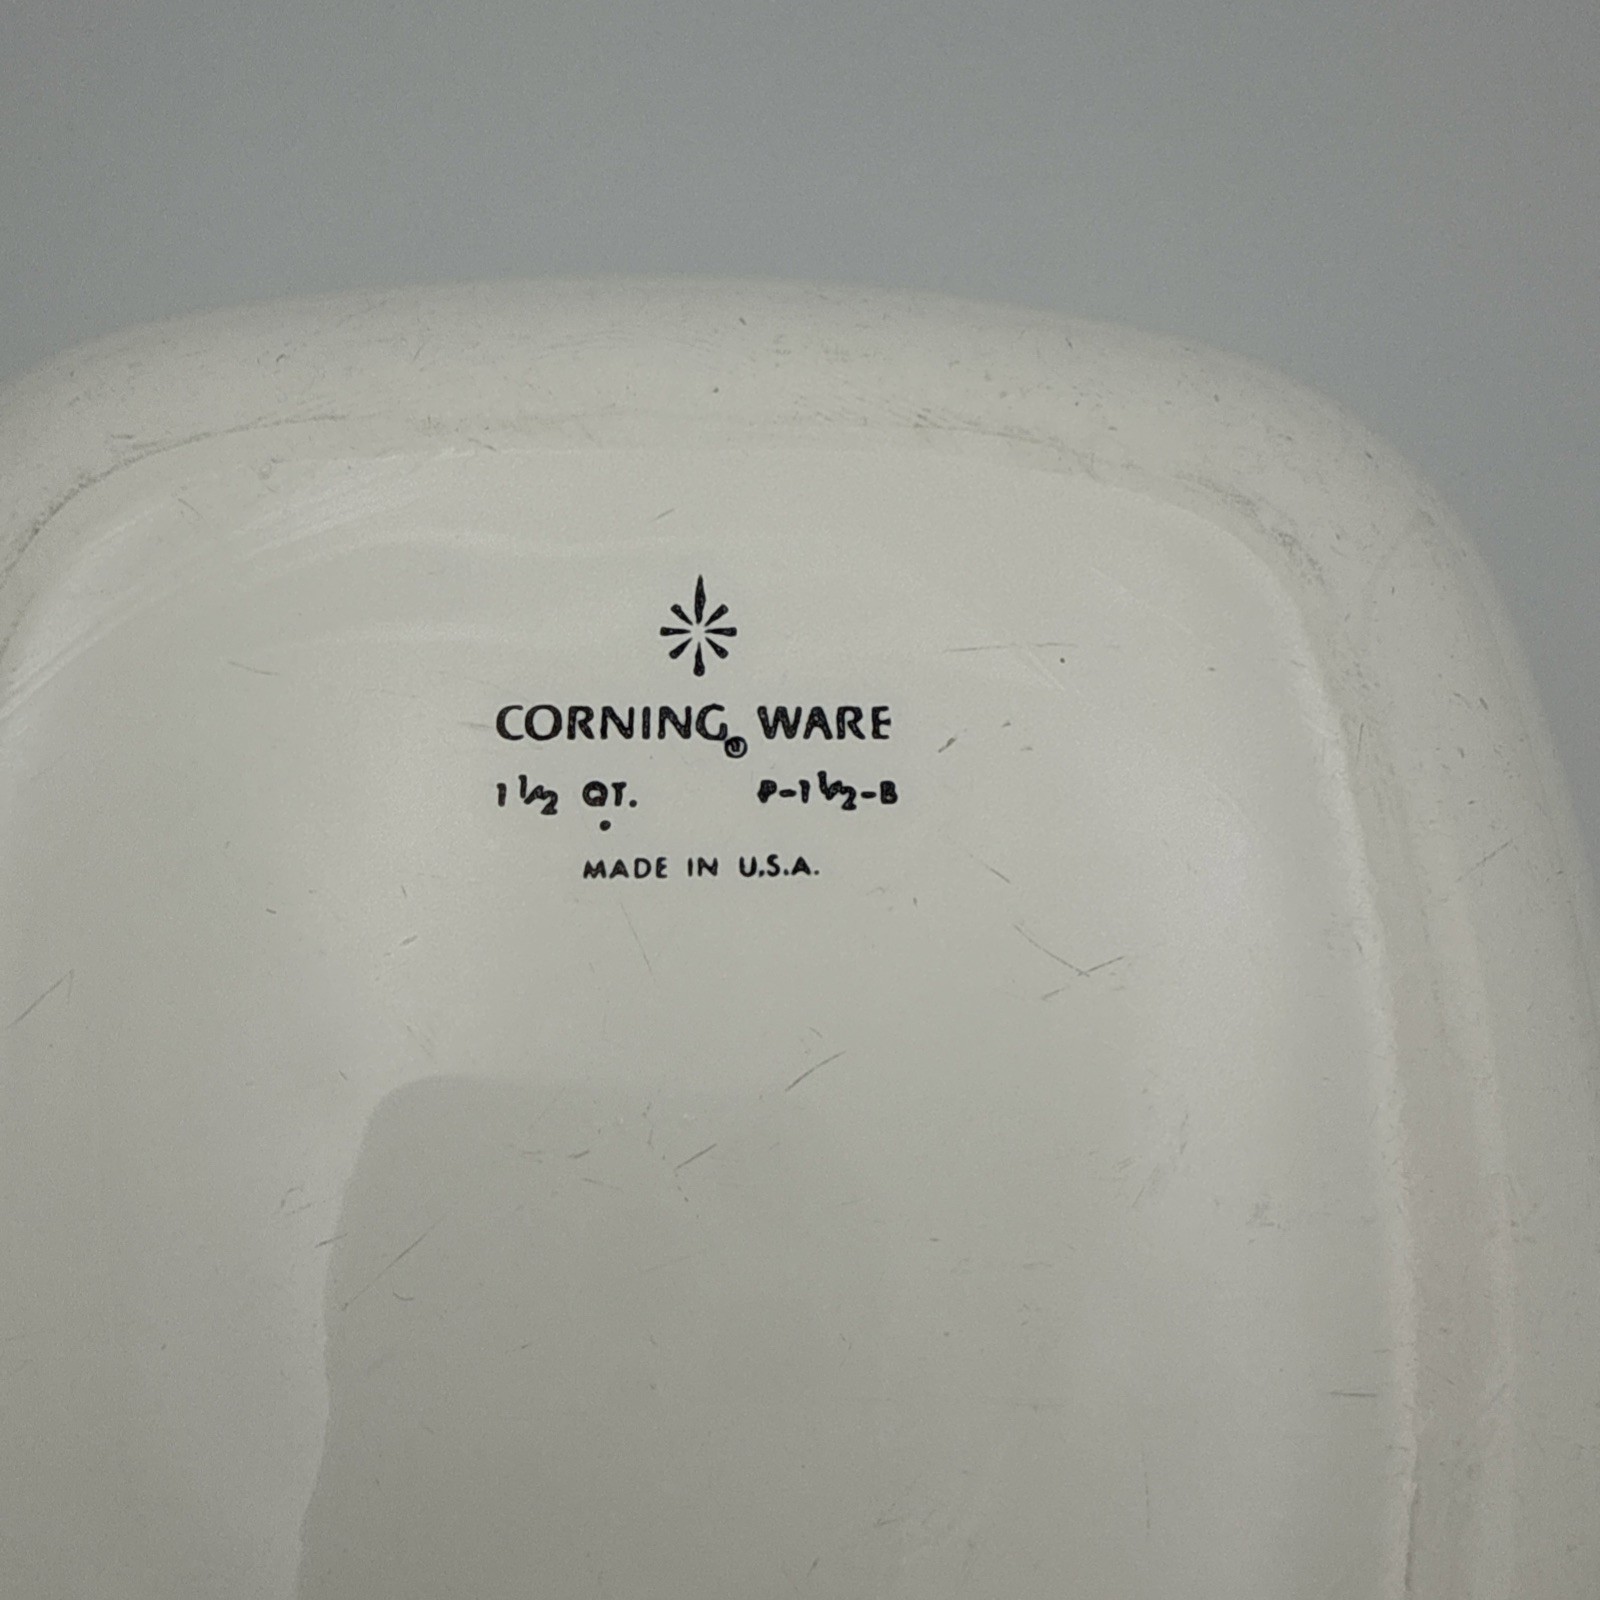 CORNING® WARE
1 1/2 QT. P-1 1/2-B
MADE IN U.S.A.